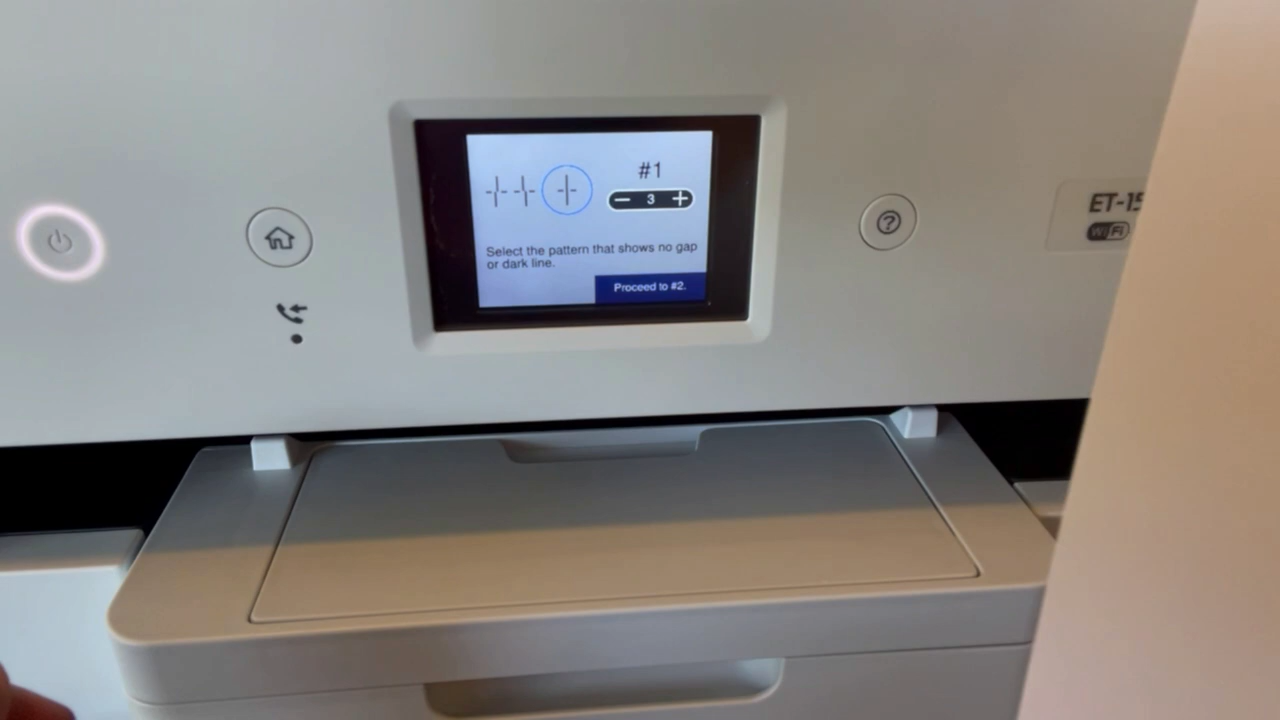 #1
3
Select the pattern that shows no gap
or dark line.
Proceed to #2.
ET-15
Wi Fi